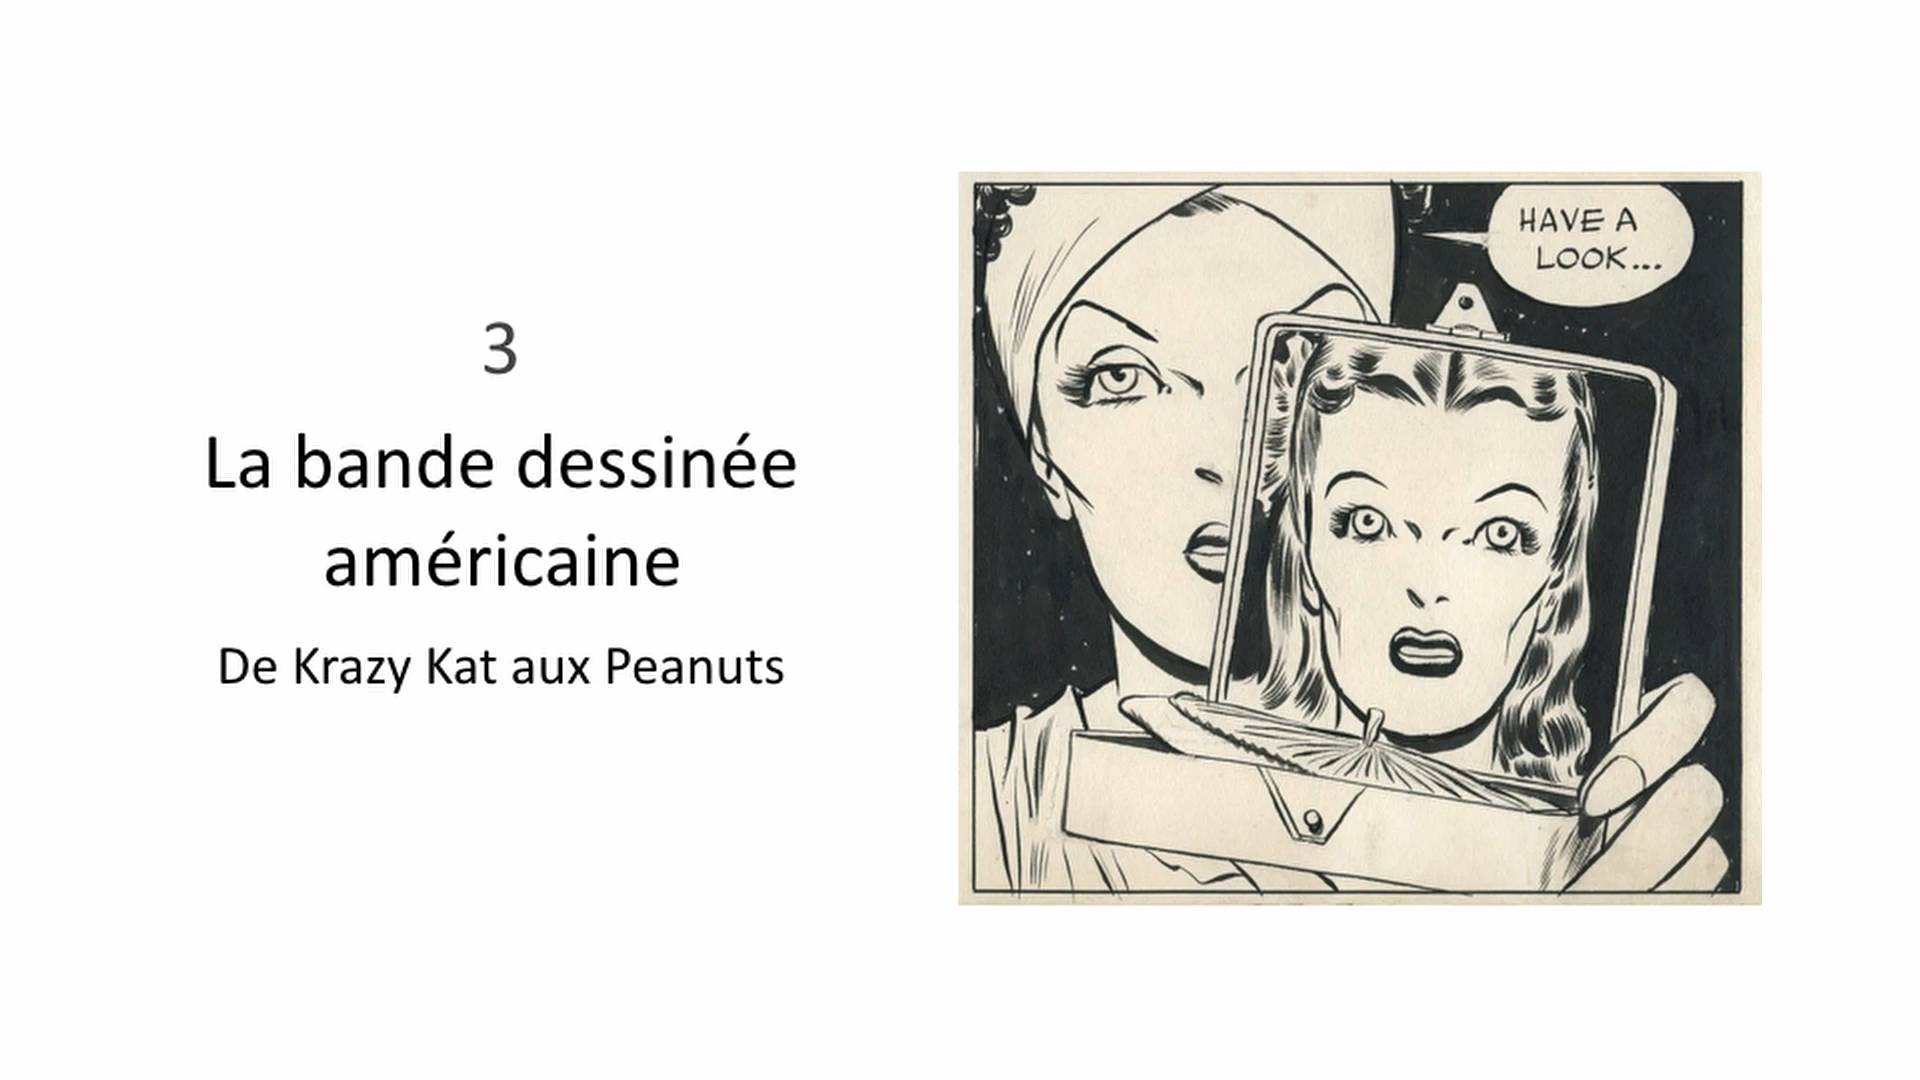 3
La bande dessinée
américaine
De Krazy Kat aux Peanuts
HAVE A
LOOK...